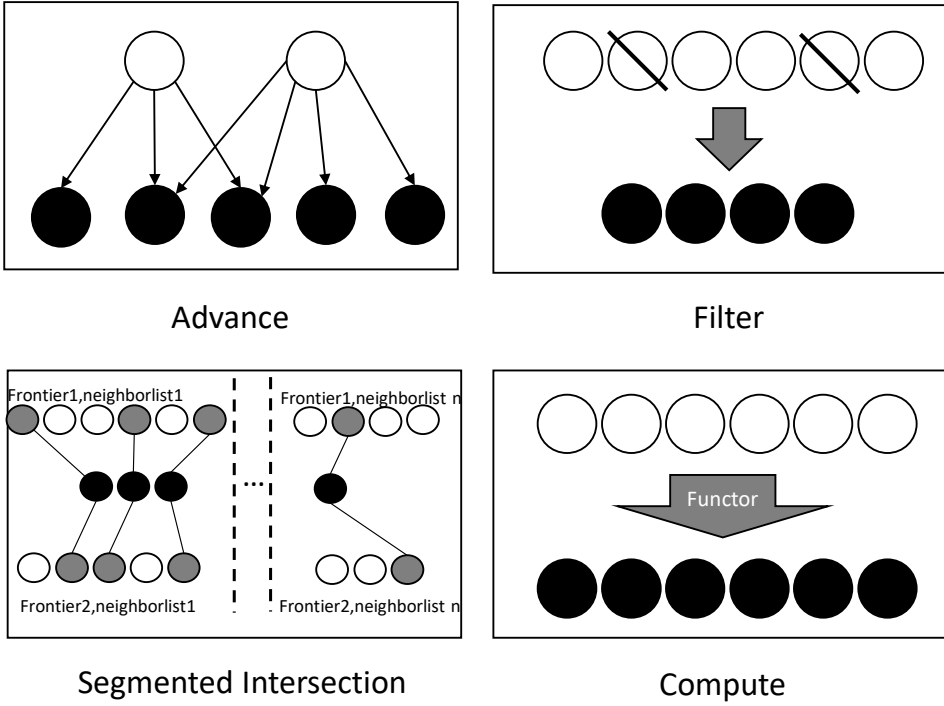 Advance
Filter
Frontier1,neighborlist1
Frontier1,neighborlist n
...
Frontier2,neighborlist1
Frontier2,neighborlist n
Segmented Intersection
Functor
Compute